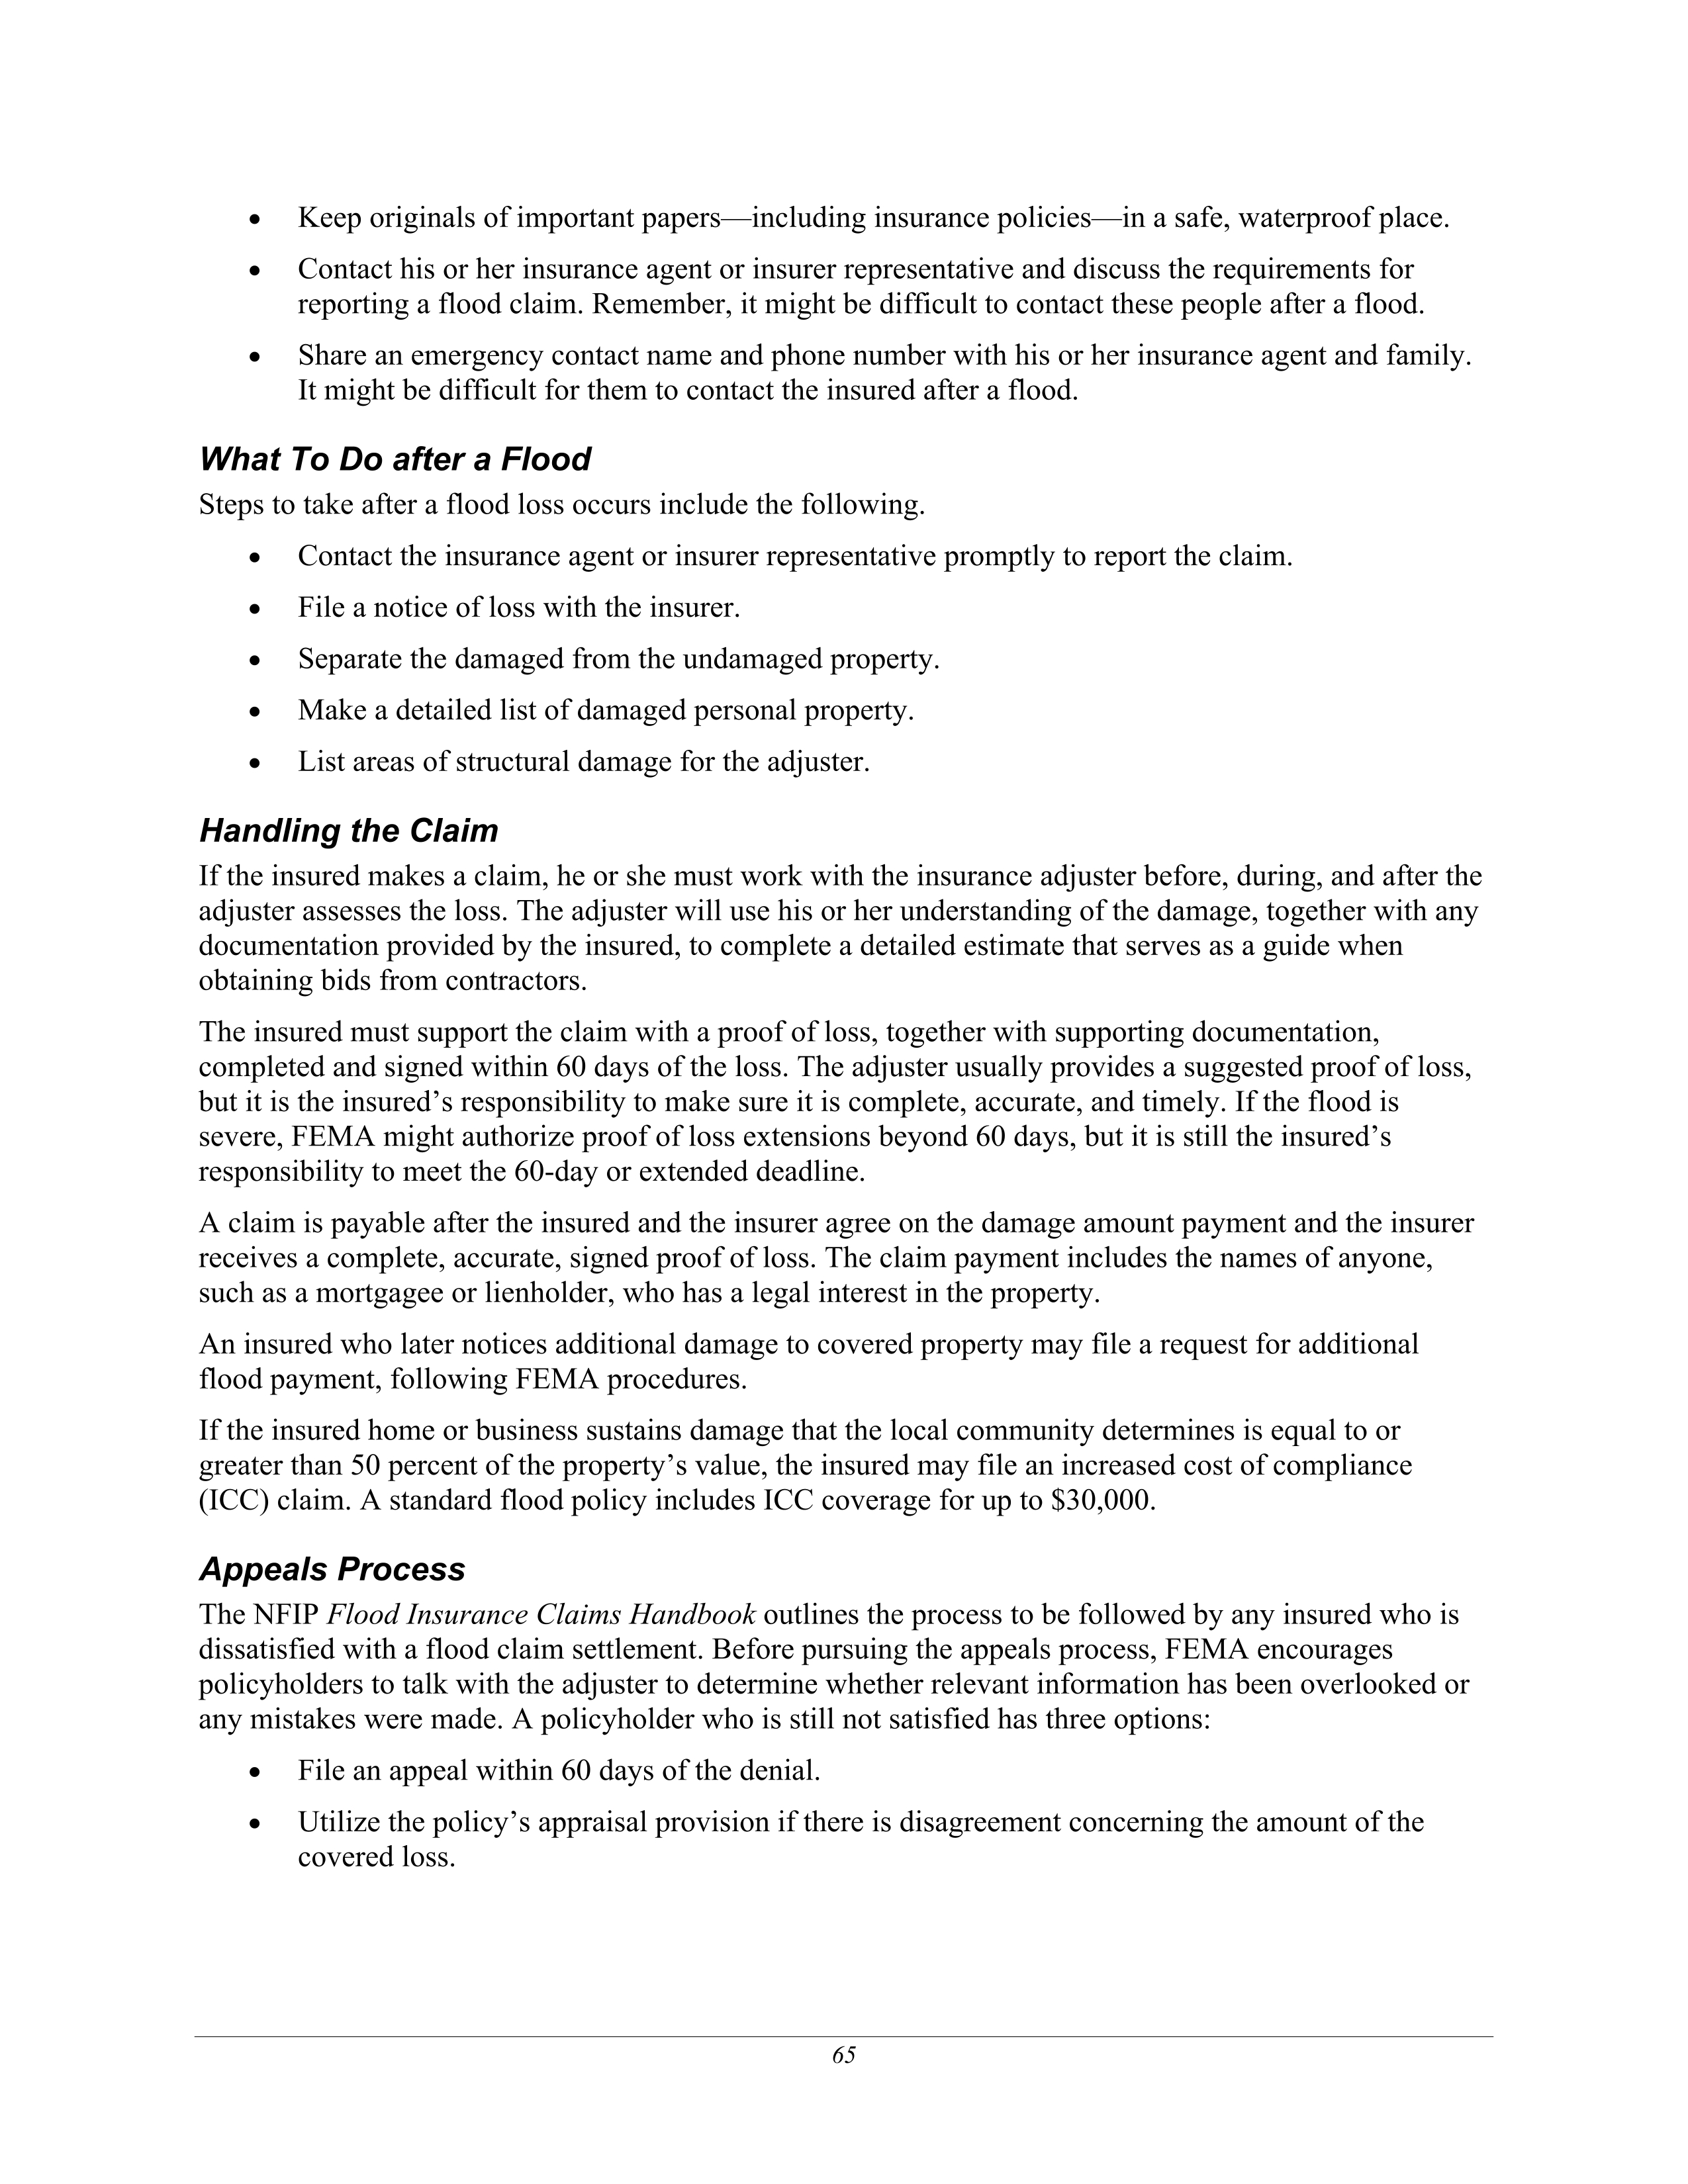 • Keep originals of important papers—including insurance policies—in a safe, waterproof place.
• Contact his or her insurance agent or insurer representative and discuss the requirements for
reporting a flood claim. Remember, it might be difficult to contact these people after a flood.
• Share an emergency contact name and phone number with his or her insurance agent and family.
It might be difficult for them to contact the insured after a flood.
What To Do after a Flood
Steps to take after a flood loss occurs include the following.
• Contact the insurance agent or insurer representative promptly to report the claim.
• File a notice of loss with the insurer.
• Separate the damaged from the undamaged property.
• Make a detailed list of damaged personal property.
• List areas of structural damage for the adjuster.
Handling the Claim
If the insured makes a claim, he or she must work with the insurance adjuster before, during, and after the
adjuster assesses the loss. The adjuster will use his or her understanding of the damage, together with any
documentation provided by the insured, to complete a detailed estimate that serves as a guide when
obtaining bids from contractors.
The insured must support the claim with a proof of loss, together with supporting documentation,
completed and signed within 60 days of the loss. The adjuster usually provides a suggested proof of loss,
but it is the insured’s responsibility to make sure it is complete, accurate, and timely. If the flood is
severe, FEMA might authorize proof of loss extensions beyond 60 days, but it is still the insured’s
responsibility to meet the 60-day or extended deadline.
A claim is payable after the insured and the insurer agree on the damage amount payment and the insurer
receives a complete, accurate, signed proof of loss. The claim payment includes the names of anyone,
such as a mortgagee or lienholder, who has a legal interest in the property.
An insured who later notices additional damage to covered property may file a request for additional
flood payment, following FEMA procedures.
If the insured home or business sustains damage that the local community determines is equal to or
greater than 50 percent of the property’s value, the insured may file an increased cost of compliance
(ICC) claim. A standard flood policy includes ICC coverage for up to $30,000.
Appeals Process
The NFIP Flood Insurance Claims Handbook outlines the process to be followed by any insured who is
dissatisfied with a flood claim settlement. Before pursuing the appeals process, FEMA encourages
policyholders to talk with the adjuster to determine whether relevant information has been overlooked or
any mistakes were made. A policyholder who is still not satisfied has three options:
• File an appeal within 60 days of the denial.
• Utilize the policy’s appraisal provision if there is disagreement concerning the amount of the
covered loss.
65